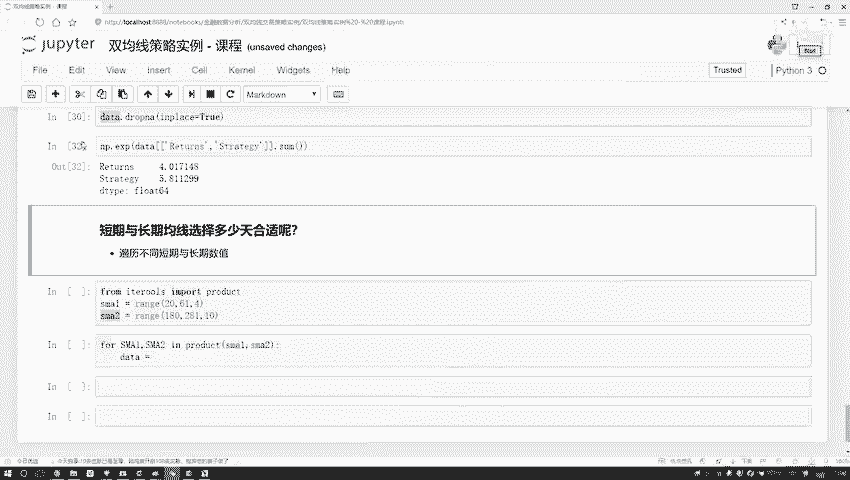 双均线策略实例 - 课程
jupyter 双均线策略实例 - 课程 (unsaved changes)
Start
File Edit View Insert Cell Kernel Widgets Help
Trusted
Python 3
Markdown
In [30]: data.dropna(inplace=True)
In [32]: np.exp(data[['Returns','Strategy']].sum())
Out[32]: Returns 4.017148
Strategy 5.811299
dtype: float64
短期与长期均线选择多少天合适呢?
遍历不同短期与长期数值
In [ ]: from itertools import product
sma1 = range(20,61,4)
sma2 = range(180,281,10)
In [ ]: for SMA1,SMA2 in product(sma1,sma2):
data =
In [ ]:
In [ ]: